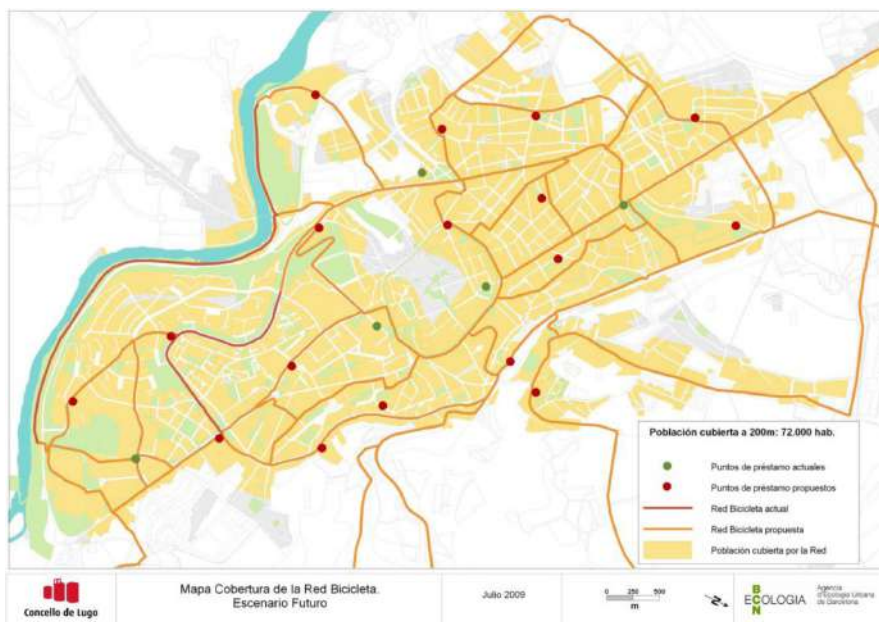 Población cubierta a 200m: 72.000 hab.
Puntos de préstamo actuales
Puntos de préstamo propuestos
Red Bicicleta actual
Red Bicicleta propuesta
Población cubierta por la Red
Concello de Lugo
Mapa Cobertura de la Red Bicicleta.
Escenario Futuro
Julio 2009
0 250 500
m
BCN
ECOLOGIA
Agencia
d'Ecologia Urbana
de Barcelona